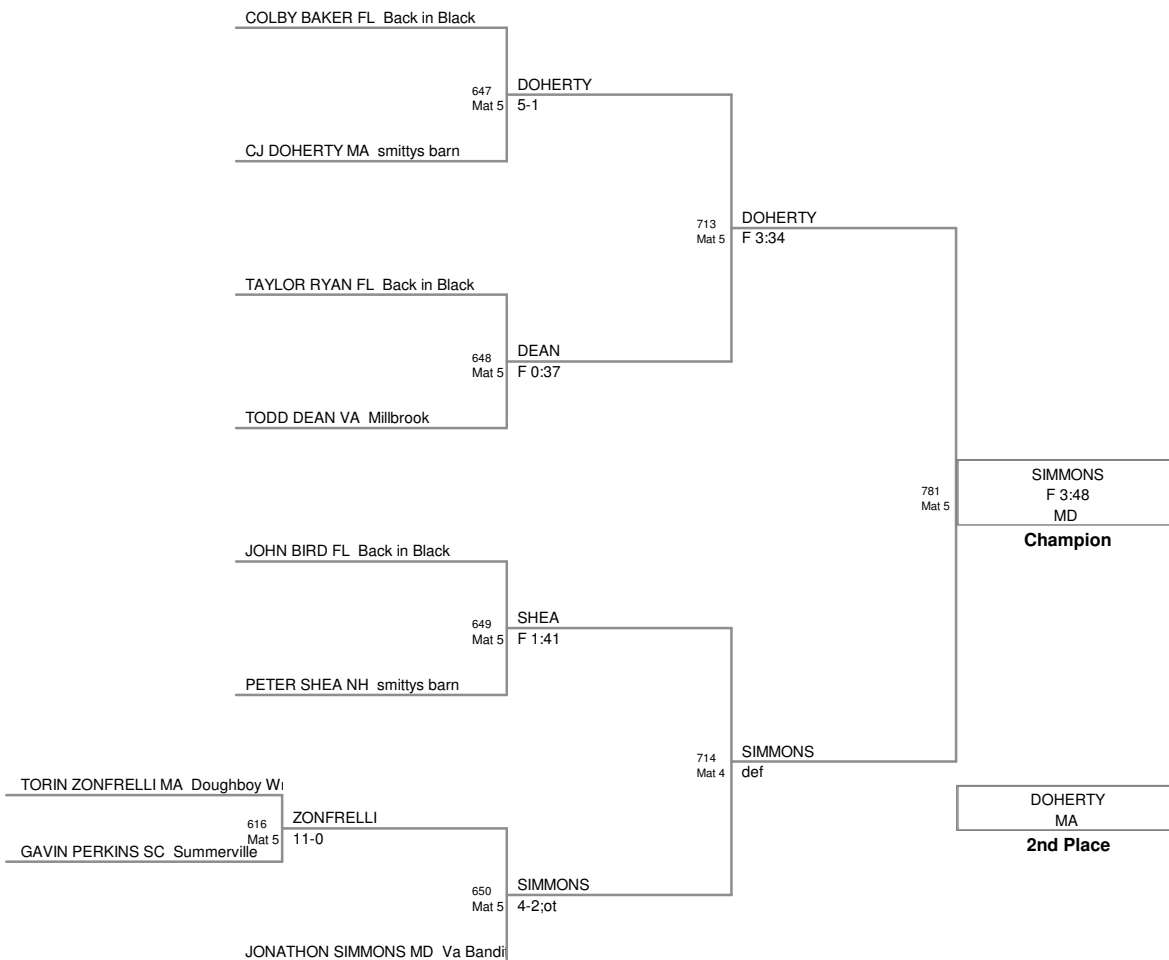 COLBY BAKER FL Back in Black
647
Mat 5
DOHERTY
5-1
CJ DOHERTY MA smittys barn
713
Mat 5
DOHERTY
F 3:34
TAYLOR RYAN FL Back in Black
648
Mat 5
DEAN
F 0:37
TODD DEAN VA Millbrook
781
Mat 5
SIMMONS
F 3:48
MD
Champion
JOHN BIRD FL Back in Black
649
Mat 5
SHEA
F 1:41
PETER SHEA NH smittys barn
714
Mat 4
SIMMONS
def
TORIN ZONFRELLI MA Doughboy
616
Mat 5
ZONFRELLI
11-0
GAVIN PERKINS SC Summerville
DOHERTY
MA
2nd Place
650
Mat 5
SIMMONS
4-2;ot
JONATHON SIMMONS MD Va